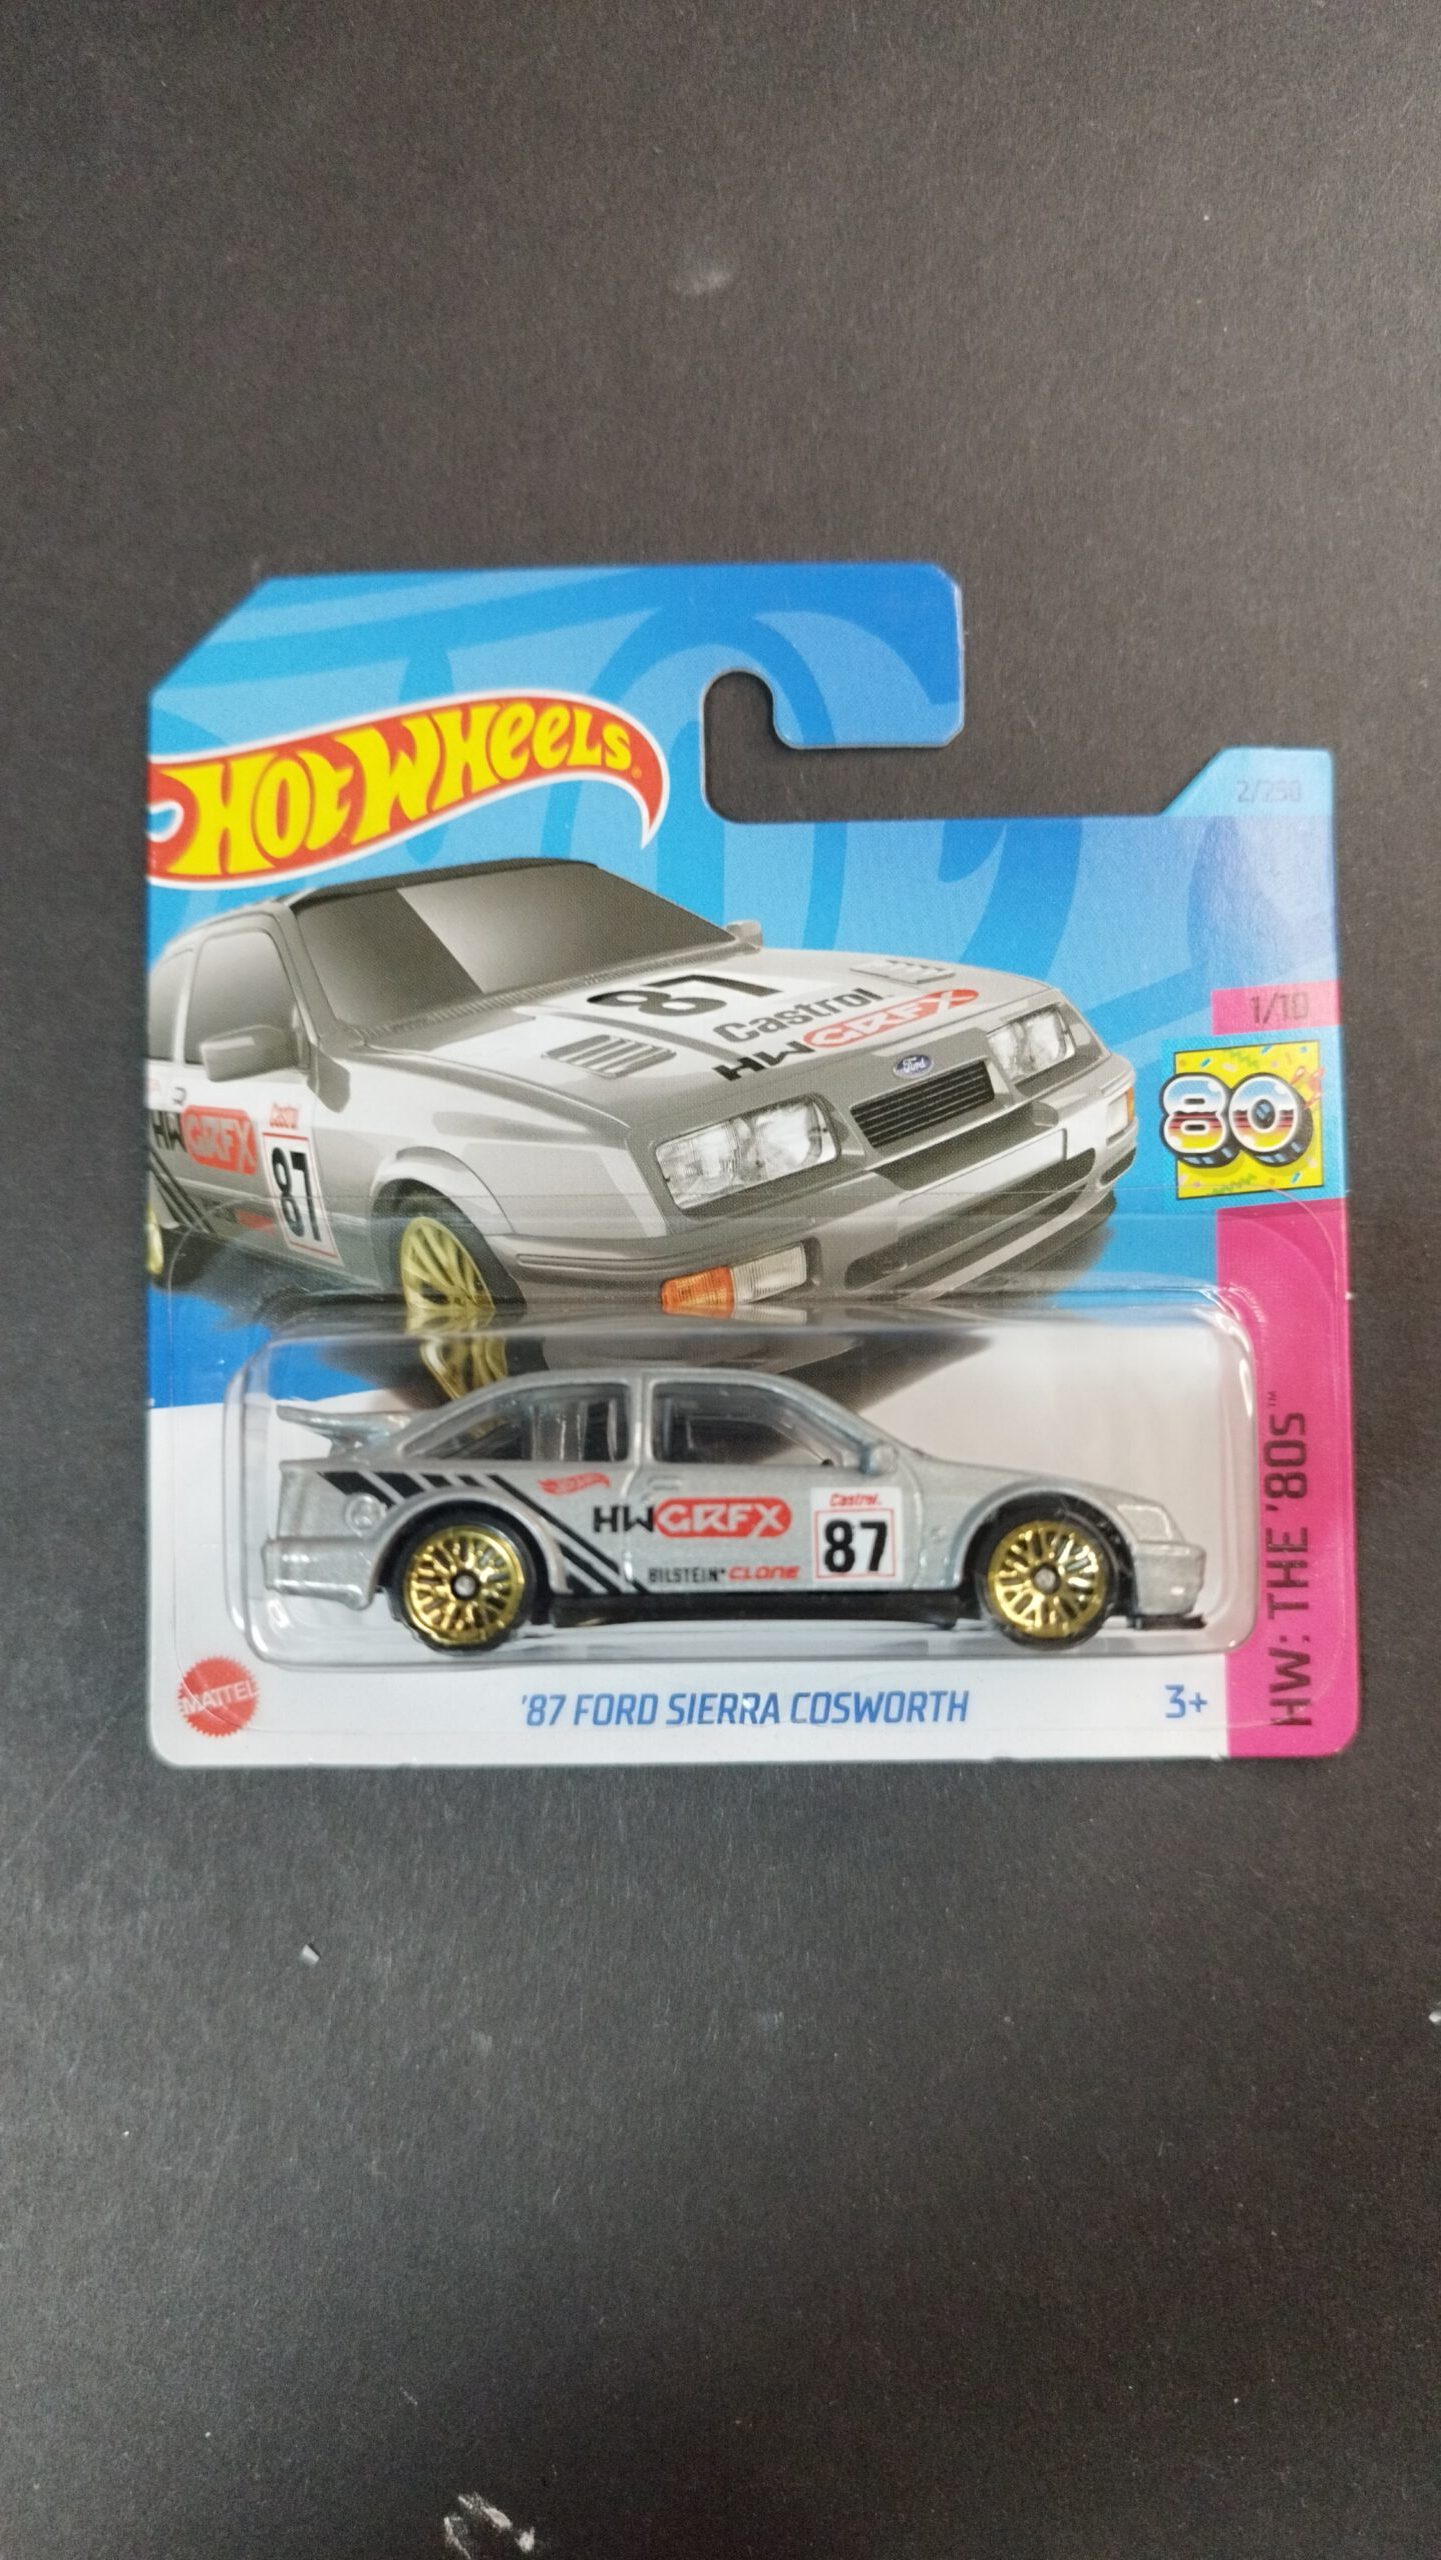 HOT WHEELS
2/250
1/10
80
87
Castrol
HW GRFX
Ford
Castrol
HW GRFX
87
HW: THE '80S™
HW GRFX
Castrol
87
BILSTEIN CLONE
MATTEL
'87 FORD SIERRA COSWORTH
3+